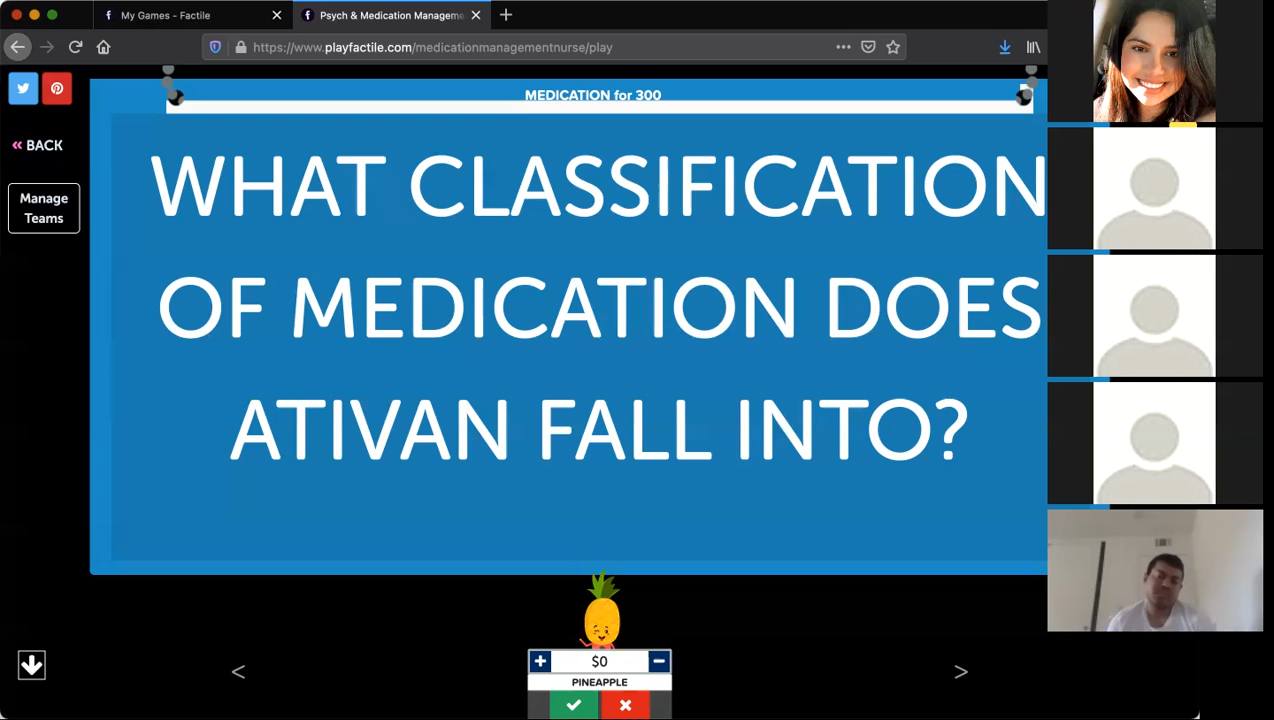 My Games - Factile
Psych & Medication Manageme
https://www.playfactile.com/medicationmanagementnurse/play
MEDICATION for 300
BACK
Manage
Teams
WHAT CLASSIFICATION
OF MEDICATION DOES
ATIVAN FALL INTO?
$0
PINEAPPLE